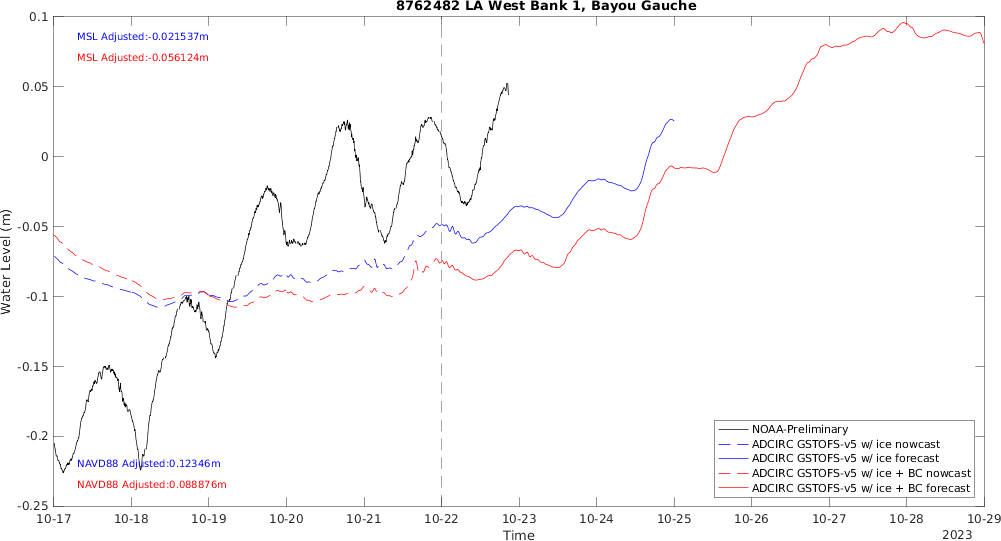 8762482 LA West Bank 1, Bayou Gauche
MSL Adjusted:-0.021537m
MSL Adjusted:-0.056124m
0.1
0.05
0
-0.05
-0.1
-0.15
-0.2
-0.25
Water Level (m)
NAVD88 Adjusted:0.12346m
NAVD88 Adjusted:0.088876m
NOAA-Preliminary
ADCIRC GSTOFS-v5 w/ ice nowcast
ADCIRC GSTOFS-v5 w/ ice forecast
ADCIRC GSTOFS-v5 w/ ice + BC nowcast
ADCIRC GSTOFS-v5 w/ ice + BC forecast
10-17 10-18 10-19 10-20 10-21 10-22 10-23 10-24 10-25 10-26 10-27 10-28 10-29
Time
2023